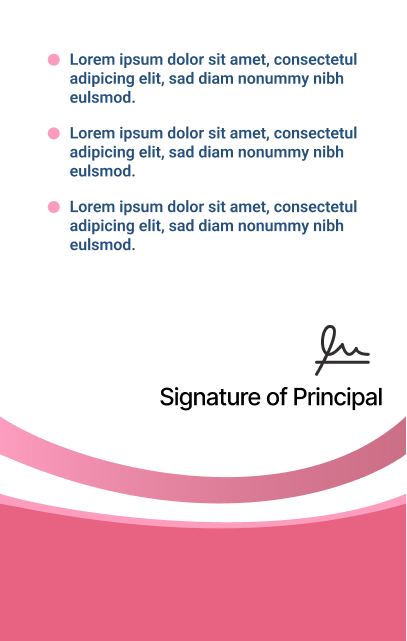 Lorem ipsum dolor sit amet, consectetul
adipicing elit, sad diam nonummy nibh
eulsmod.
Lorem ipsum dolor sit amet, consectetul
adipicing elit, sad diam nonummy nibh
eulsmod.
Lorem ipsum dolor sit amet, consectetul
adipicing elit, sad diam nonummy nibh
eulsmod.
Signature of Principal